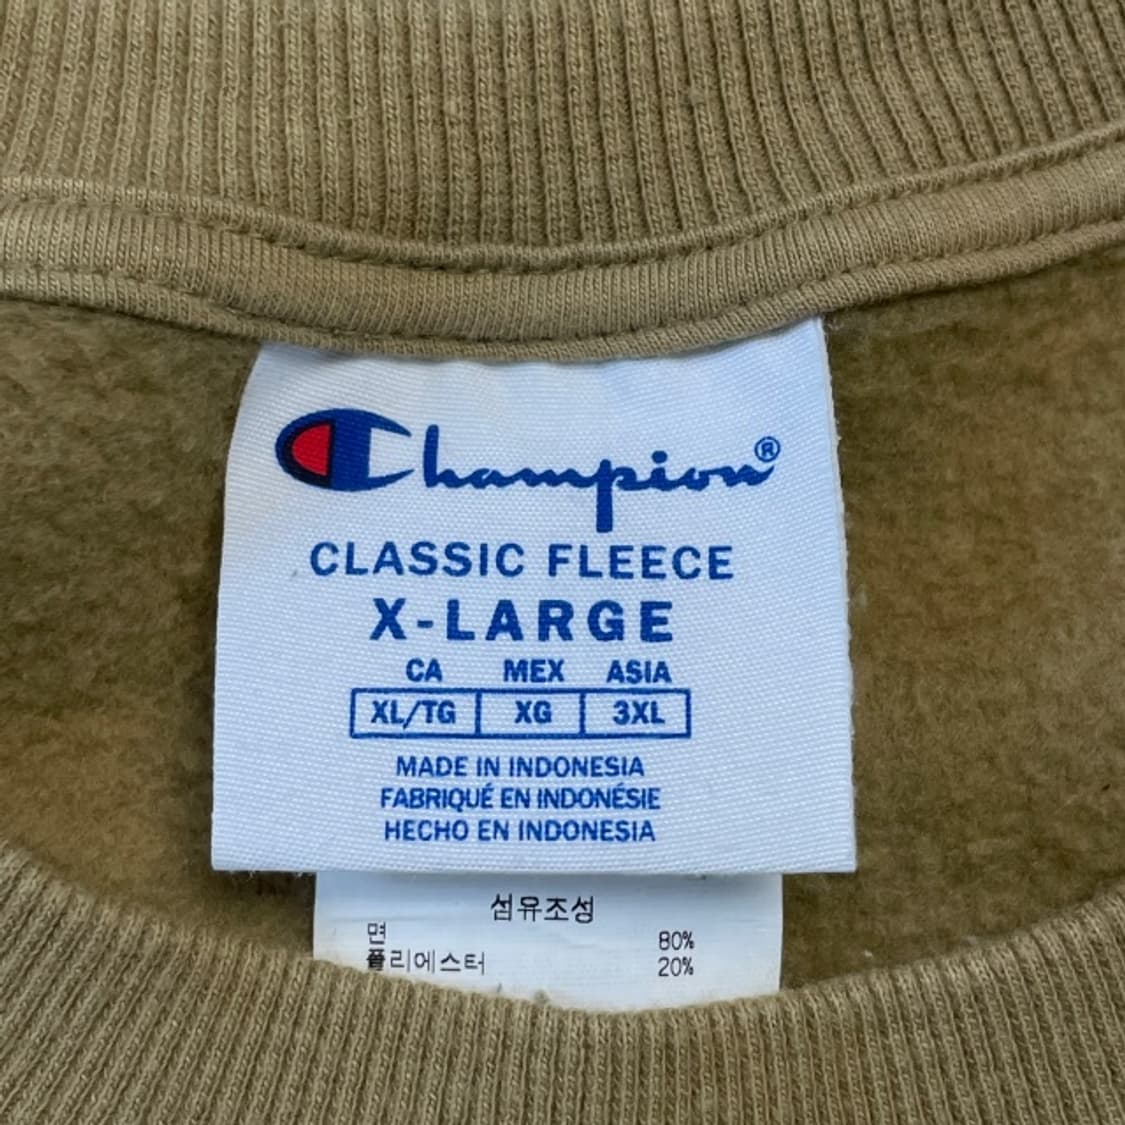 Champion®
CLASSIC FLEECE
X-LARGE
CA MEX ASIA
XL/TG XG 3XL
MADE IN INDONESIA
FABRIQUÉ EN INDONÉSIE
HECHO EN INDONESIA
섬유조성
면 80%
폴리에스터 20%